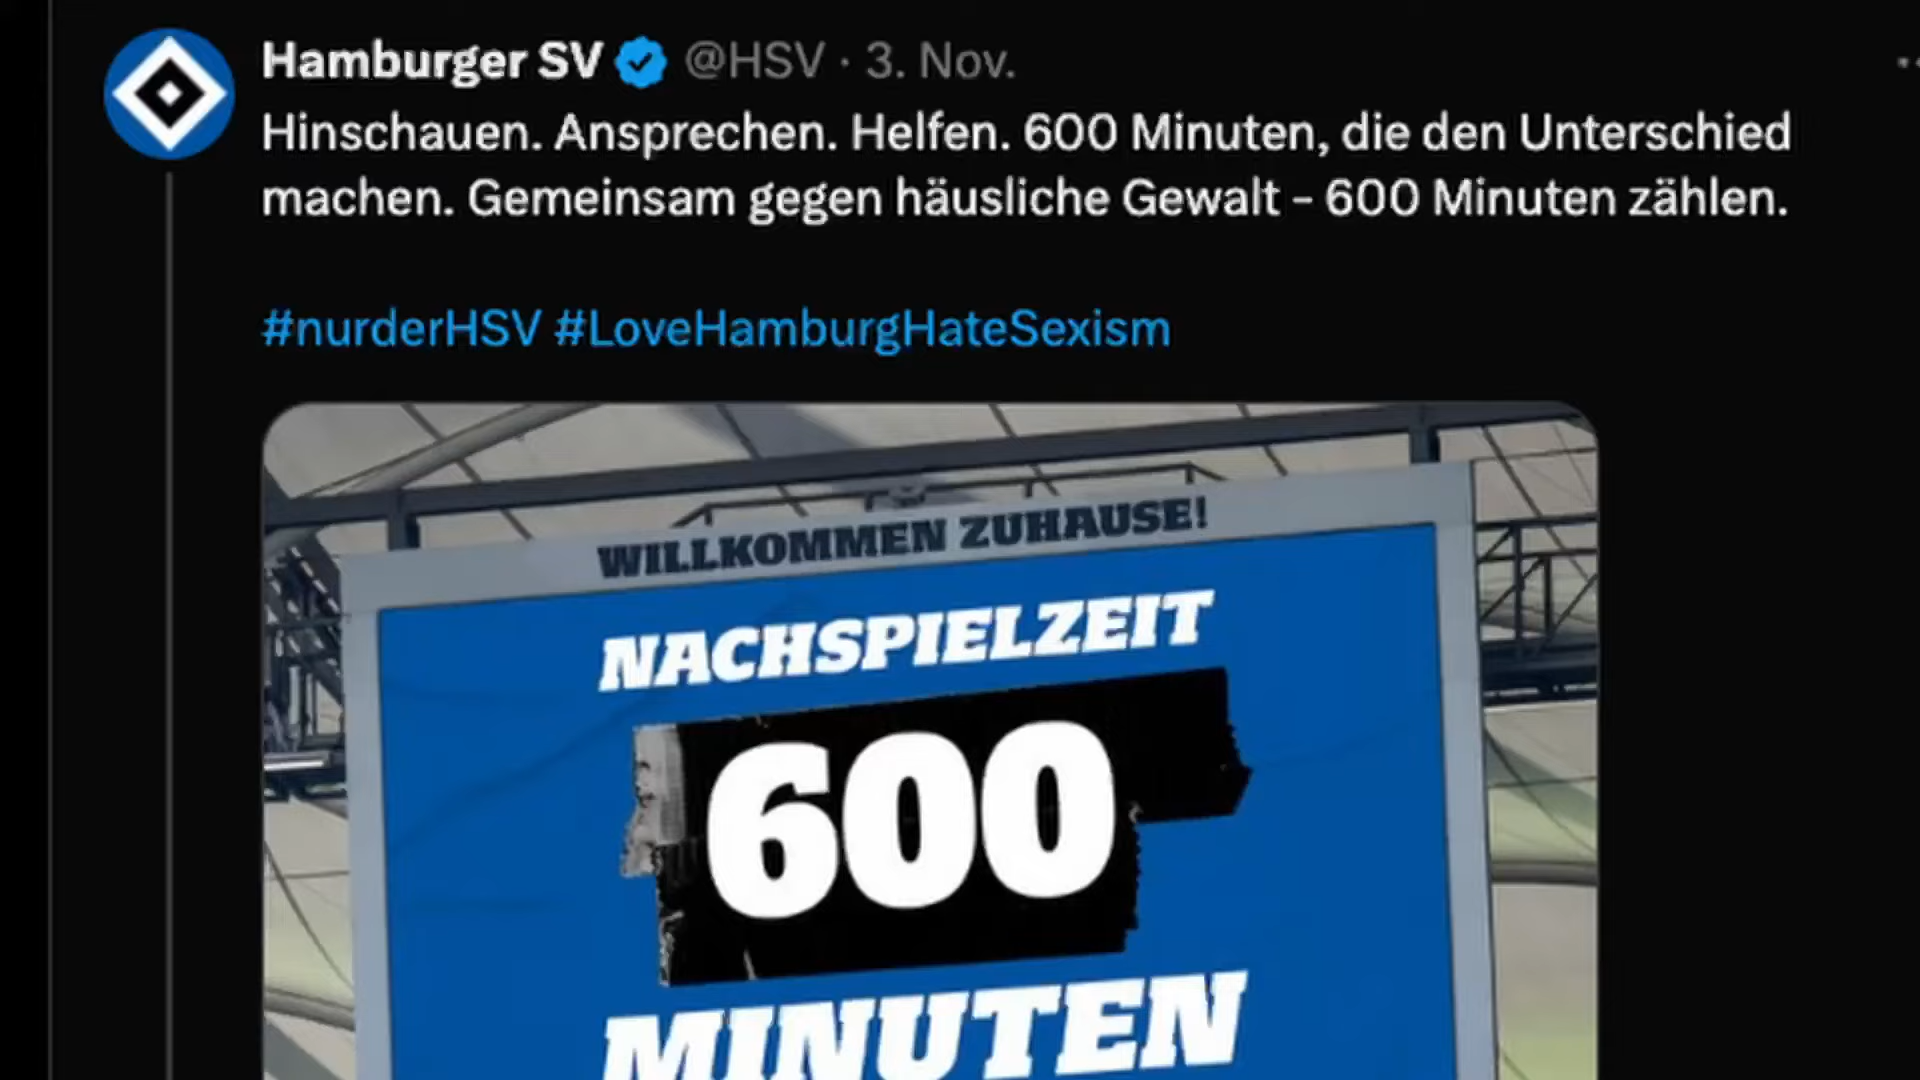 Hamburger SV @HSV · 3. Nov.
Hinschauen. Ansprechen. Helfen. 600 Minuten, die den Unterschied
machen. Gemeinsam gegen häusliche Gewalt – 600 Minuten zählen.
#nurderHSV #LoveHamburgHateSexism
WILLKOMMEN ZUHAUSE!
NACHSPIELZEIT
600
MINUTEN